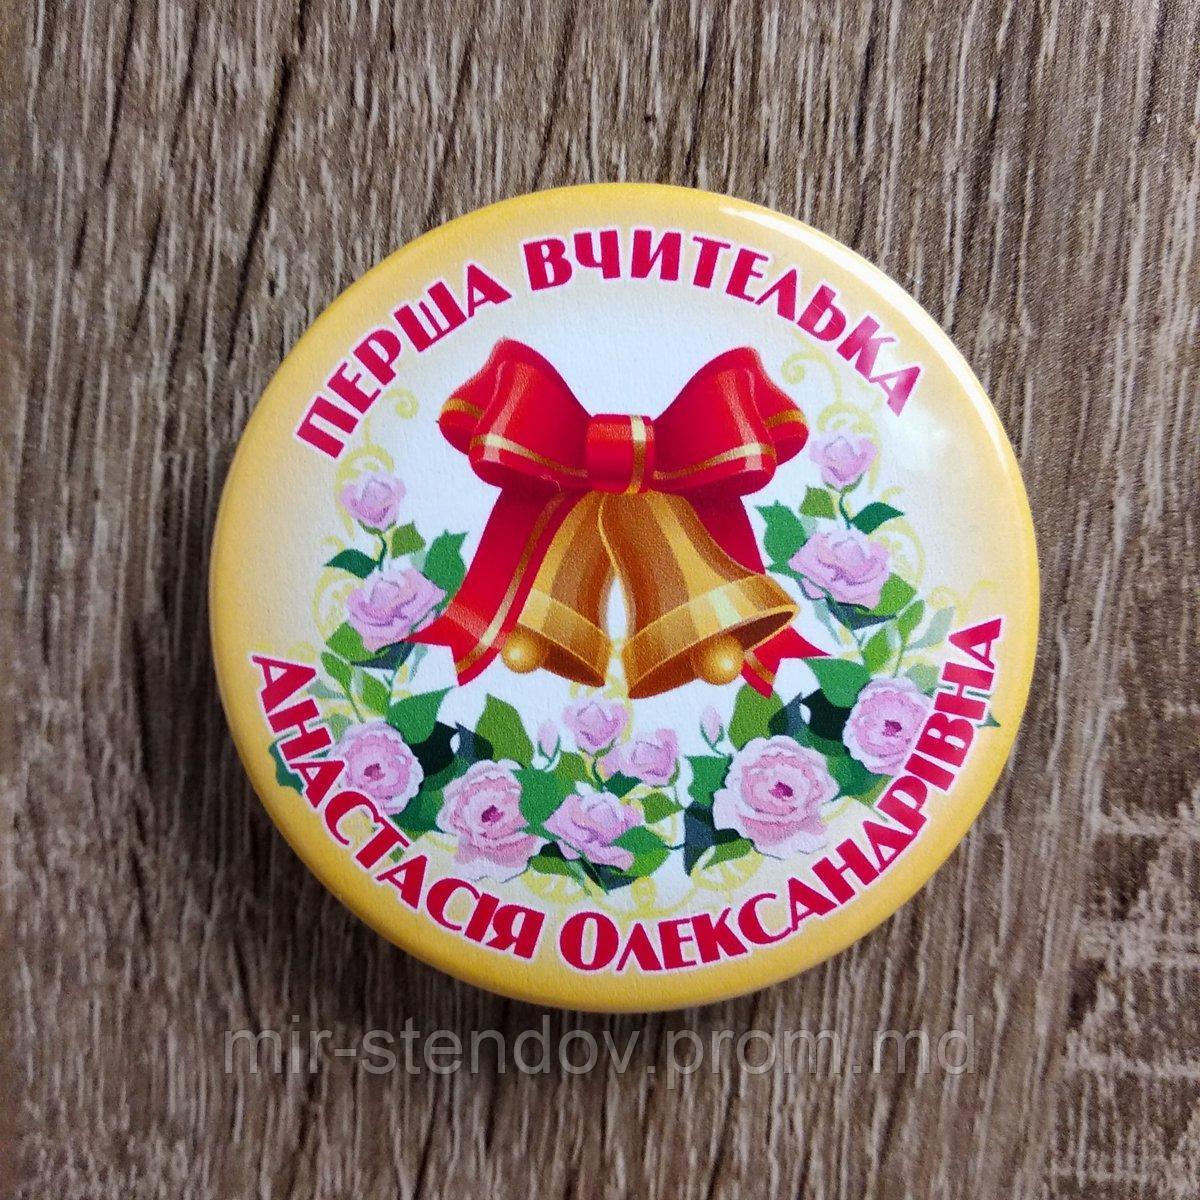 ПЕРША ВЧИТЕЛЬКА
АНАСТАСІЯ ОЛЕКСАНДРІВНА
mir-stendov.prom.md